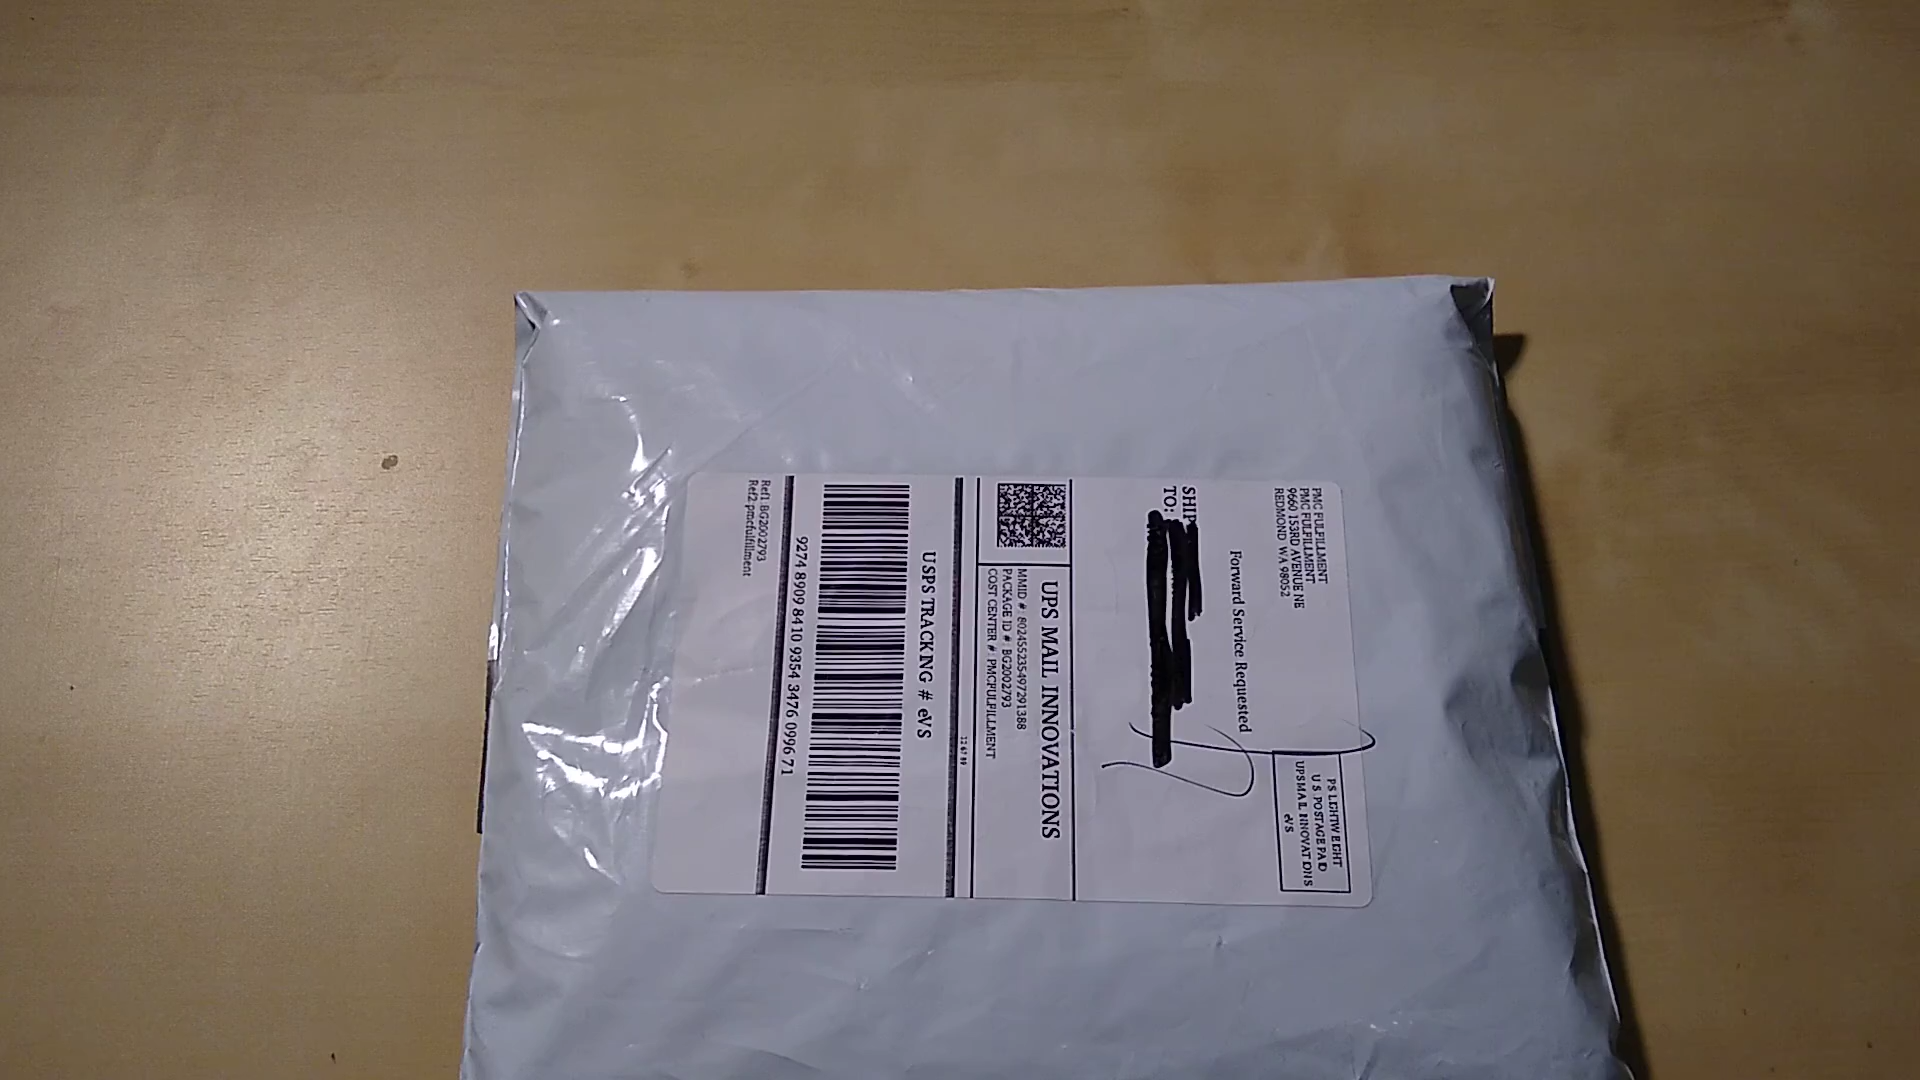 PMC FULFILLMENT
PMC FULFILLMENT
9660 153RD AVENUE NE
REDMOND WA 98052
PS LIGHTWEIGHT
U.S. POSTAGE PAID
UPS MAIL INNOVATIONS
eVS
Forward Service Requested
SHIP
TO:
UPS MAIL INNOVATIONS
MMID #: 802455235497291388
PACKAGE ID #: BG2002793
COST CENTER #: PMCFULFILLMENT
USPS TRACKING # eVS
9274 8909 8410 9354 3476 0996 71
Ref1 BG2002793
Ref2:pmcfulfillment